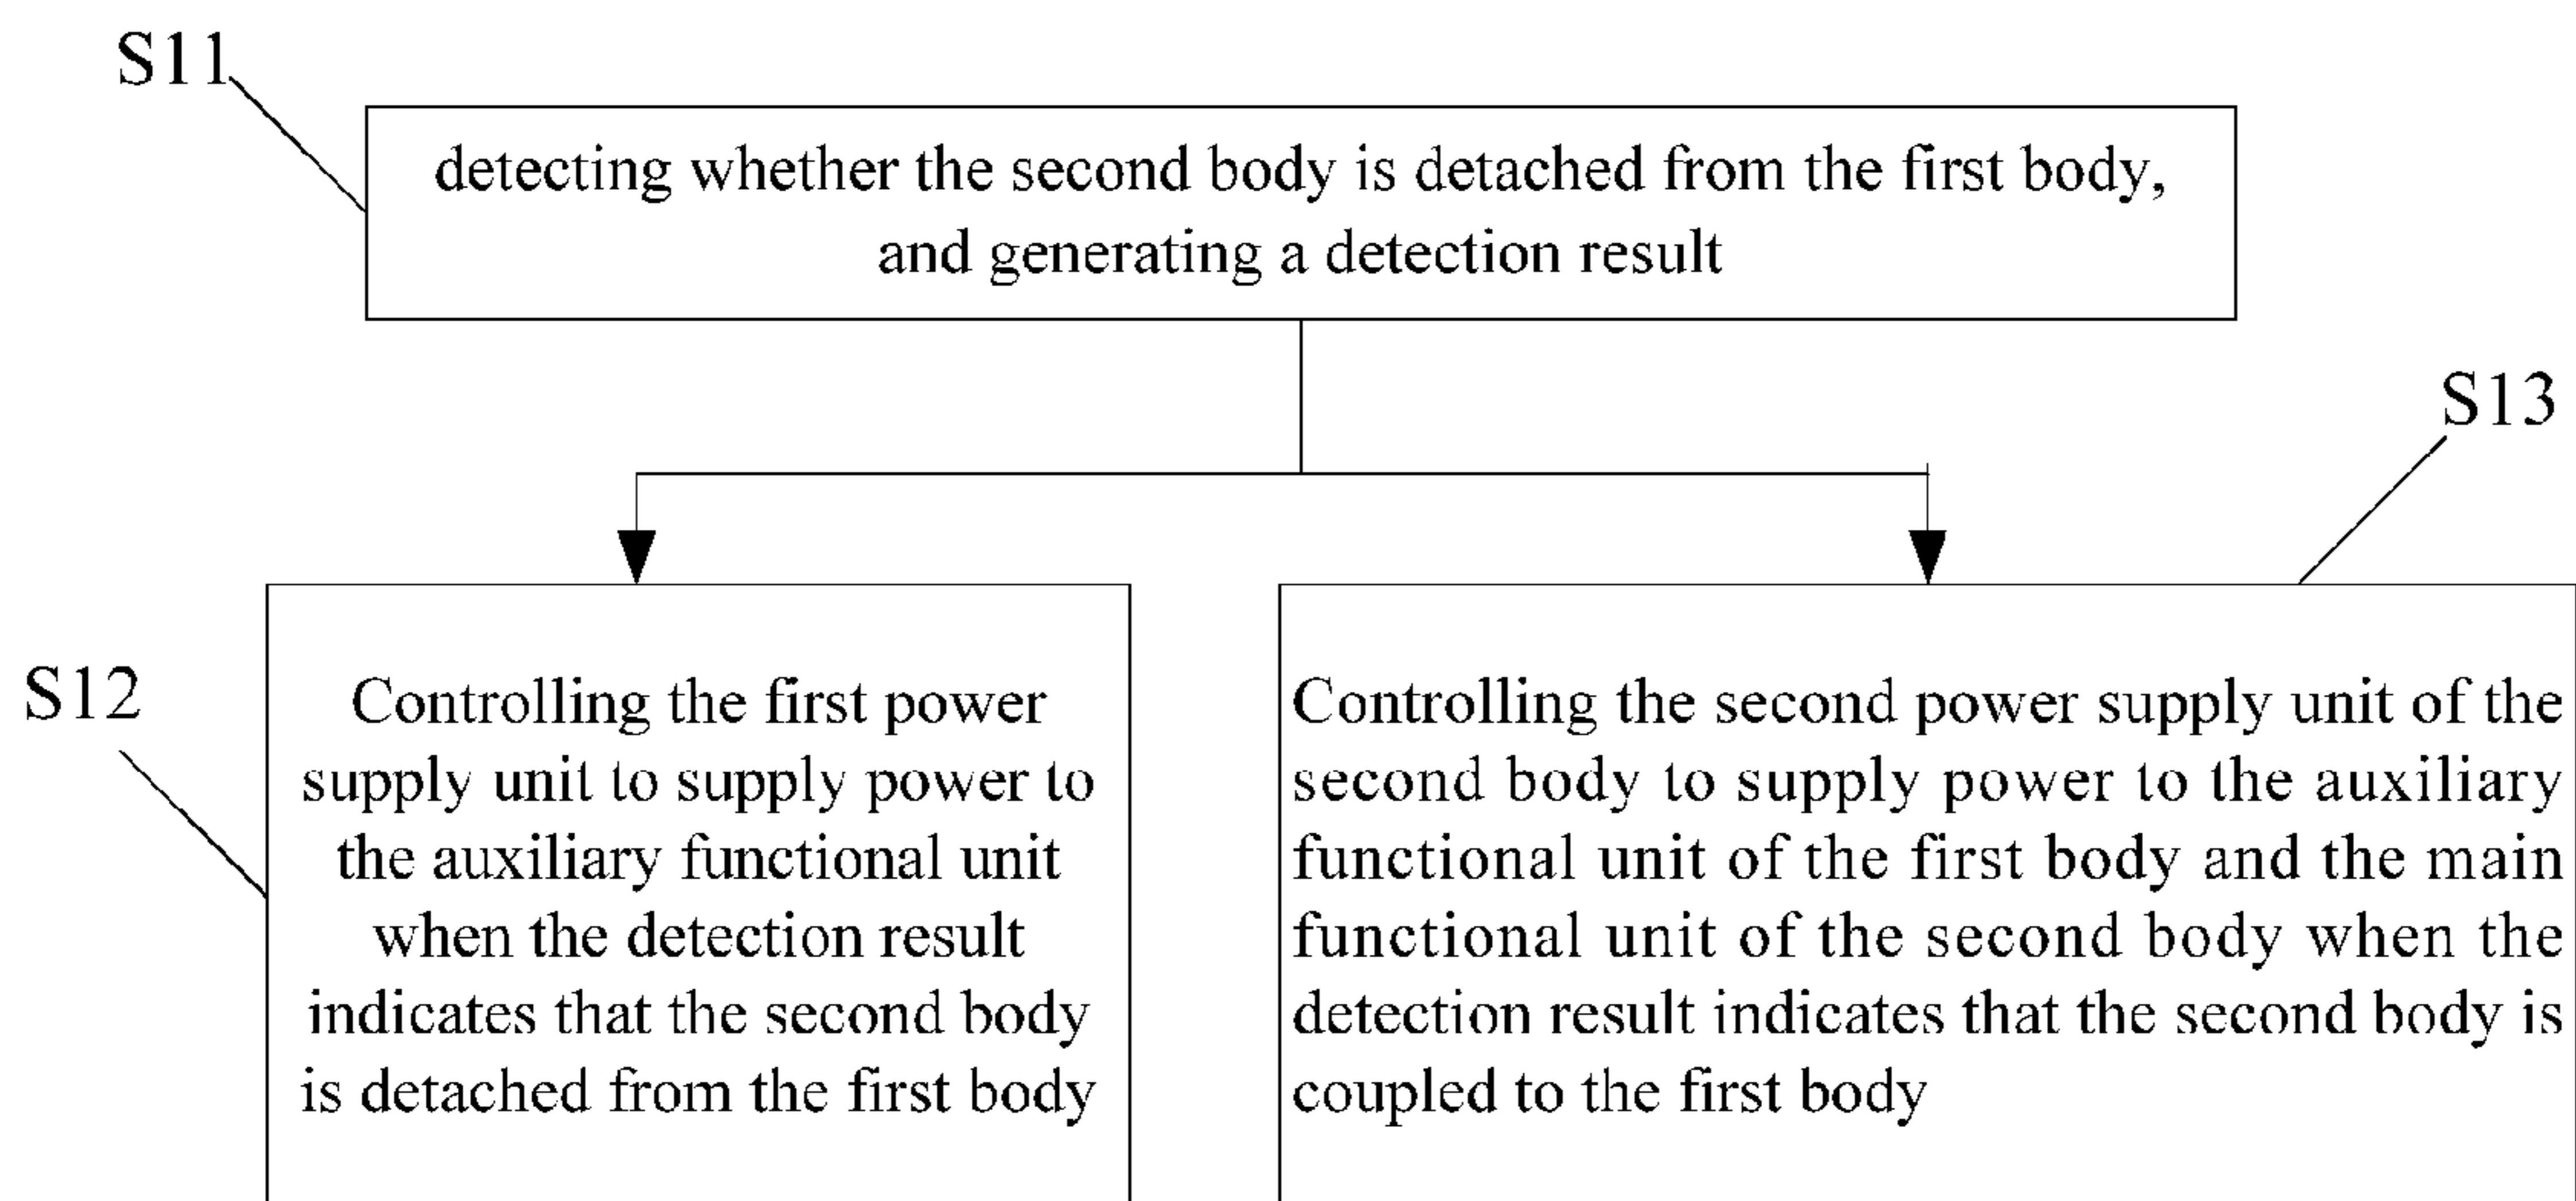 S11
detecting whether the second body is detached from the first body,
and generating a detection result
S13
S12
Controlling the first power
supply unit to supply power to
the auxiliary functional unit
when the detection result
indicates that the second body
is detached from the first body
Controlling the second power supply unit of the
second body to supply power to the auxiliary
functional unit of the first body and the main
functional unit of the second body when the
detection result indicates that the second body is
coupled to the first body